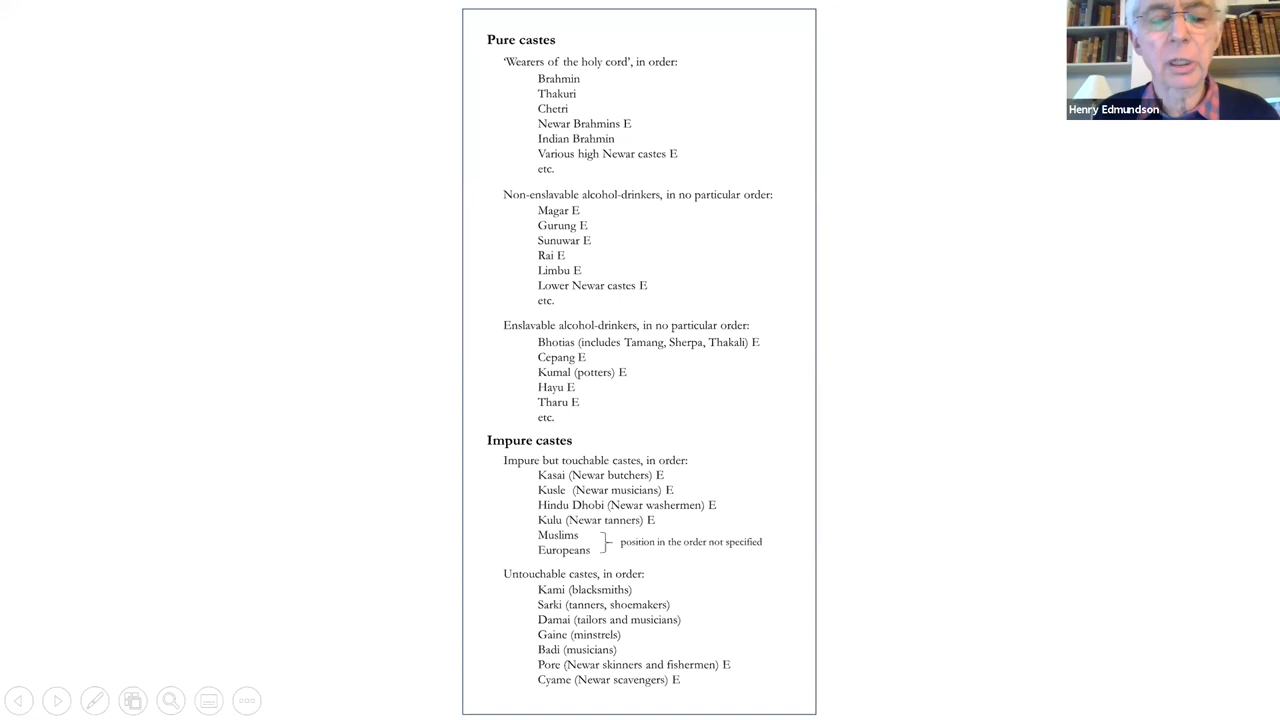 Pure castes
'Wearers of the holy cord', in order:
Brahmin
Thakuri
Chetri
Newar Brahmins E
Indian Brahmin
Various high Newar castes E
etc.
Non-enslavable alcohol-drinkers, in no particular order:
Magar E
Gurung E
Sunuwar E
Rai E
Limbu E
Lower Newar castes E
etc.
Enslavable alcohol-drinkers, in no particular order:
Bhotias (includes Tamang, Sherpa, Thakali) E
Cepang E
Kumal (potters) E
Hayu E
Tharu E
etc.
Impure castes
Impure but touchable castes, in order:
Kasai (Newar butchers) E
Kusle (Newar musicians) E
Hindu Dhobi (Newar washermen) E
Kulu (Newar tanners) E
Muslims
Europeans
position in the order not specified
Untouchable castes, in order:
Kami (blacksmiths)
Sarki (tanners, shoemakers)
Damai (tailors and musicians)
Gaine (minstrels)
Badi (musicians)
Pore (Newar skinners and fishermen) E
Cyame (Newar scavengers) E
Henry Edmundson